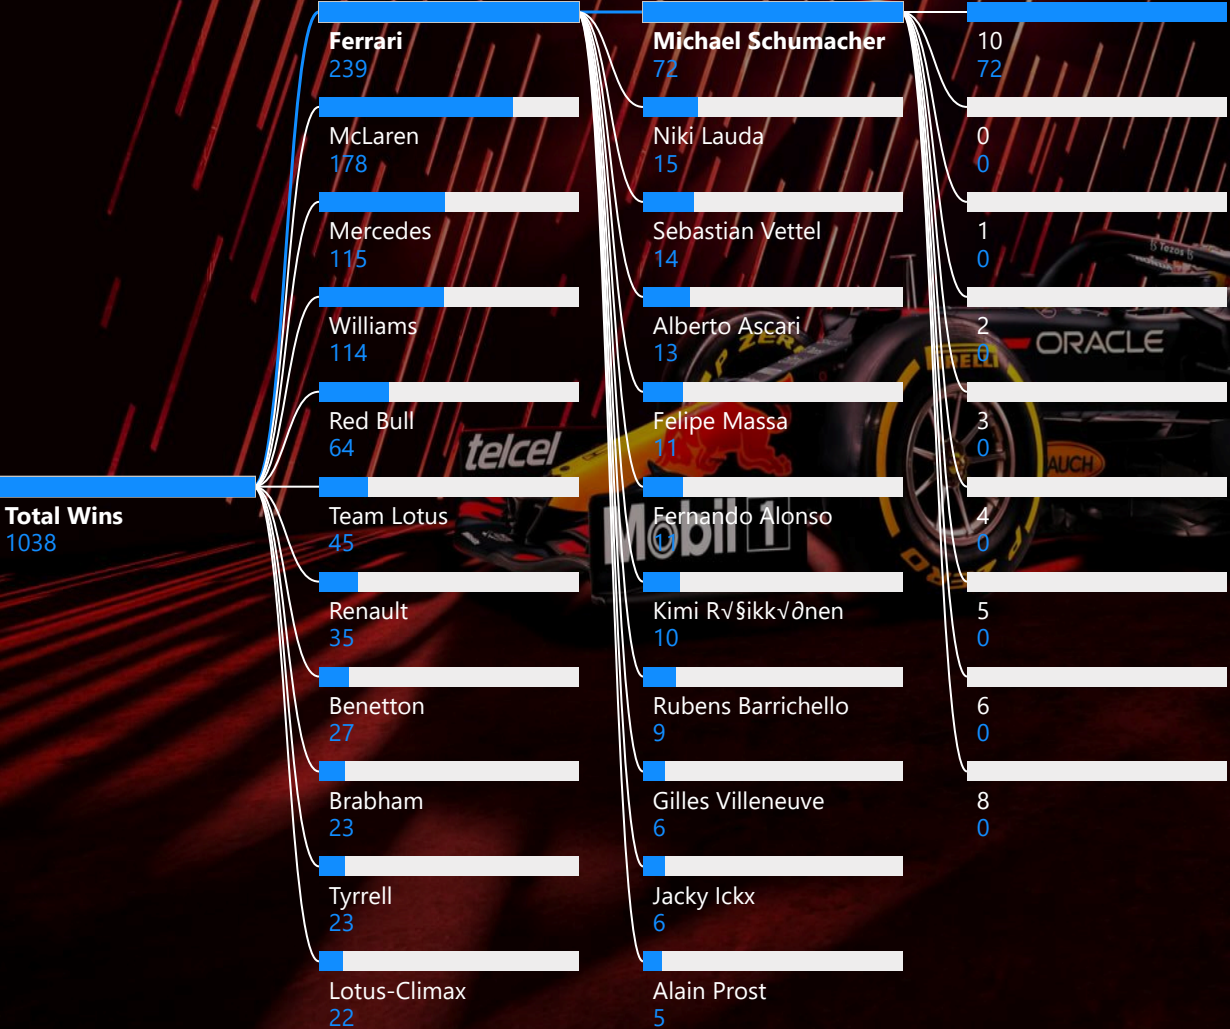 Total Wins
1038
Ferrari
239
McLaren
178
Mercedes
115
Williams
114
Red Bull
64
Team Lotus
45
Renault
35
Benetton
27
Brabham
23
Tyrrell
23
Lotus-Climax
22
Michael Schumacher
72
Niki Lauda
15
Sebastian Vettel
14
Alberto Ascari
13
Felipe Massa
11
Fernando Alonso
11
Kimi R√§ikk√∂nen
10
Rubens Barrichello
9
Gilles Villeneuve
6
Jacky Ickx
6
Alain Prost
5
10
72
0
0
1
0
2
0
3
0
4
0
5
0
6
0
8
0
Tezos
ORACLE
P ZERO
PIRELLI
telcel
AUCH
Mobil 1
P ZERO